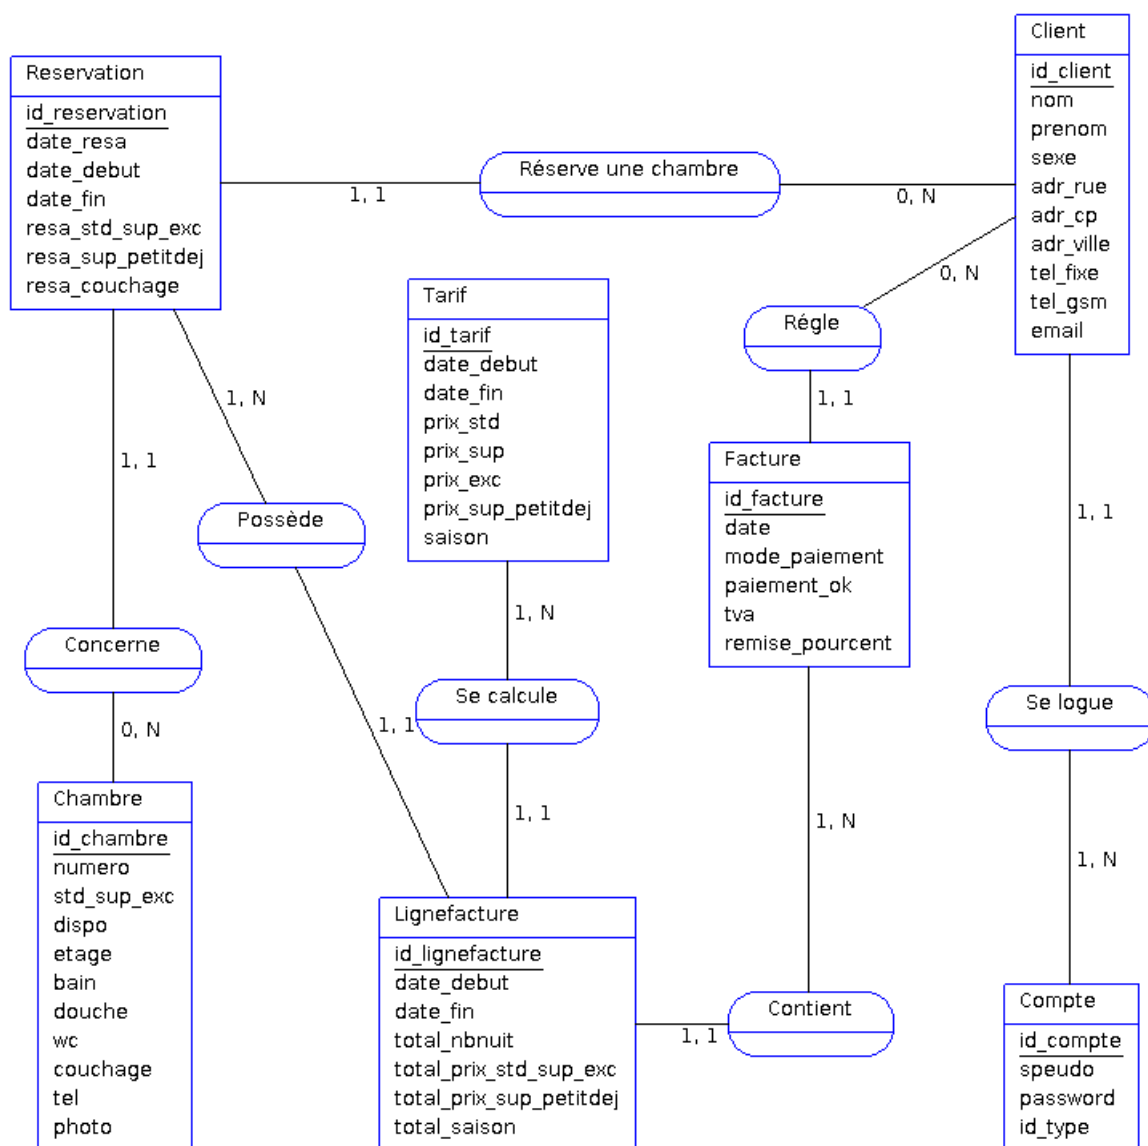 Client
id_client
nom
prenom
sexe
adr_rue
adr_cp
adr_ville
tel_fixe
tel_gsm
email
Reservation
id_reservation
date_resa
date_debut
date_fin
resa_std_sup_exc
resa_sup_petitdej
resa_couchage
1, 1
Réserve une chambre
0, N
0, N
Régle
1, 1
Tarif
id_tarif
date_debut
date_fin
prix_std
prix_sup
prix_exc
prix_sup_petitdej
saison
1, N
Possède
1, 1
1, 1
Concerne
0, N
Facture
id_facture
date
mode_paiement
paiement_ok
tva
remise_pourcent
1, 1
Se logue
1, N
1, N
Se calcule
1, 1
1, N
Contient
1, 1
Chambre
id_chambre
numero
std_sup_exc
dispo
etage
bain
douche
wc
couchage
tel
photo
Lignefacture
id_lignefacture
date_debut
date_fin
total_nbnuit
total_prix_std_sup_exc
total_prix_sup_petitdej
total_saison
Compte
id_compte
speudo
password
id_type